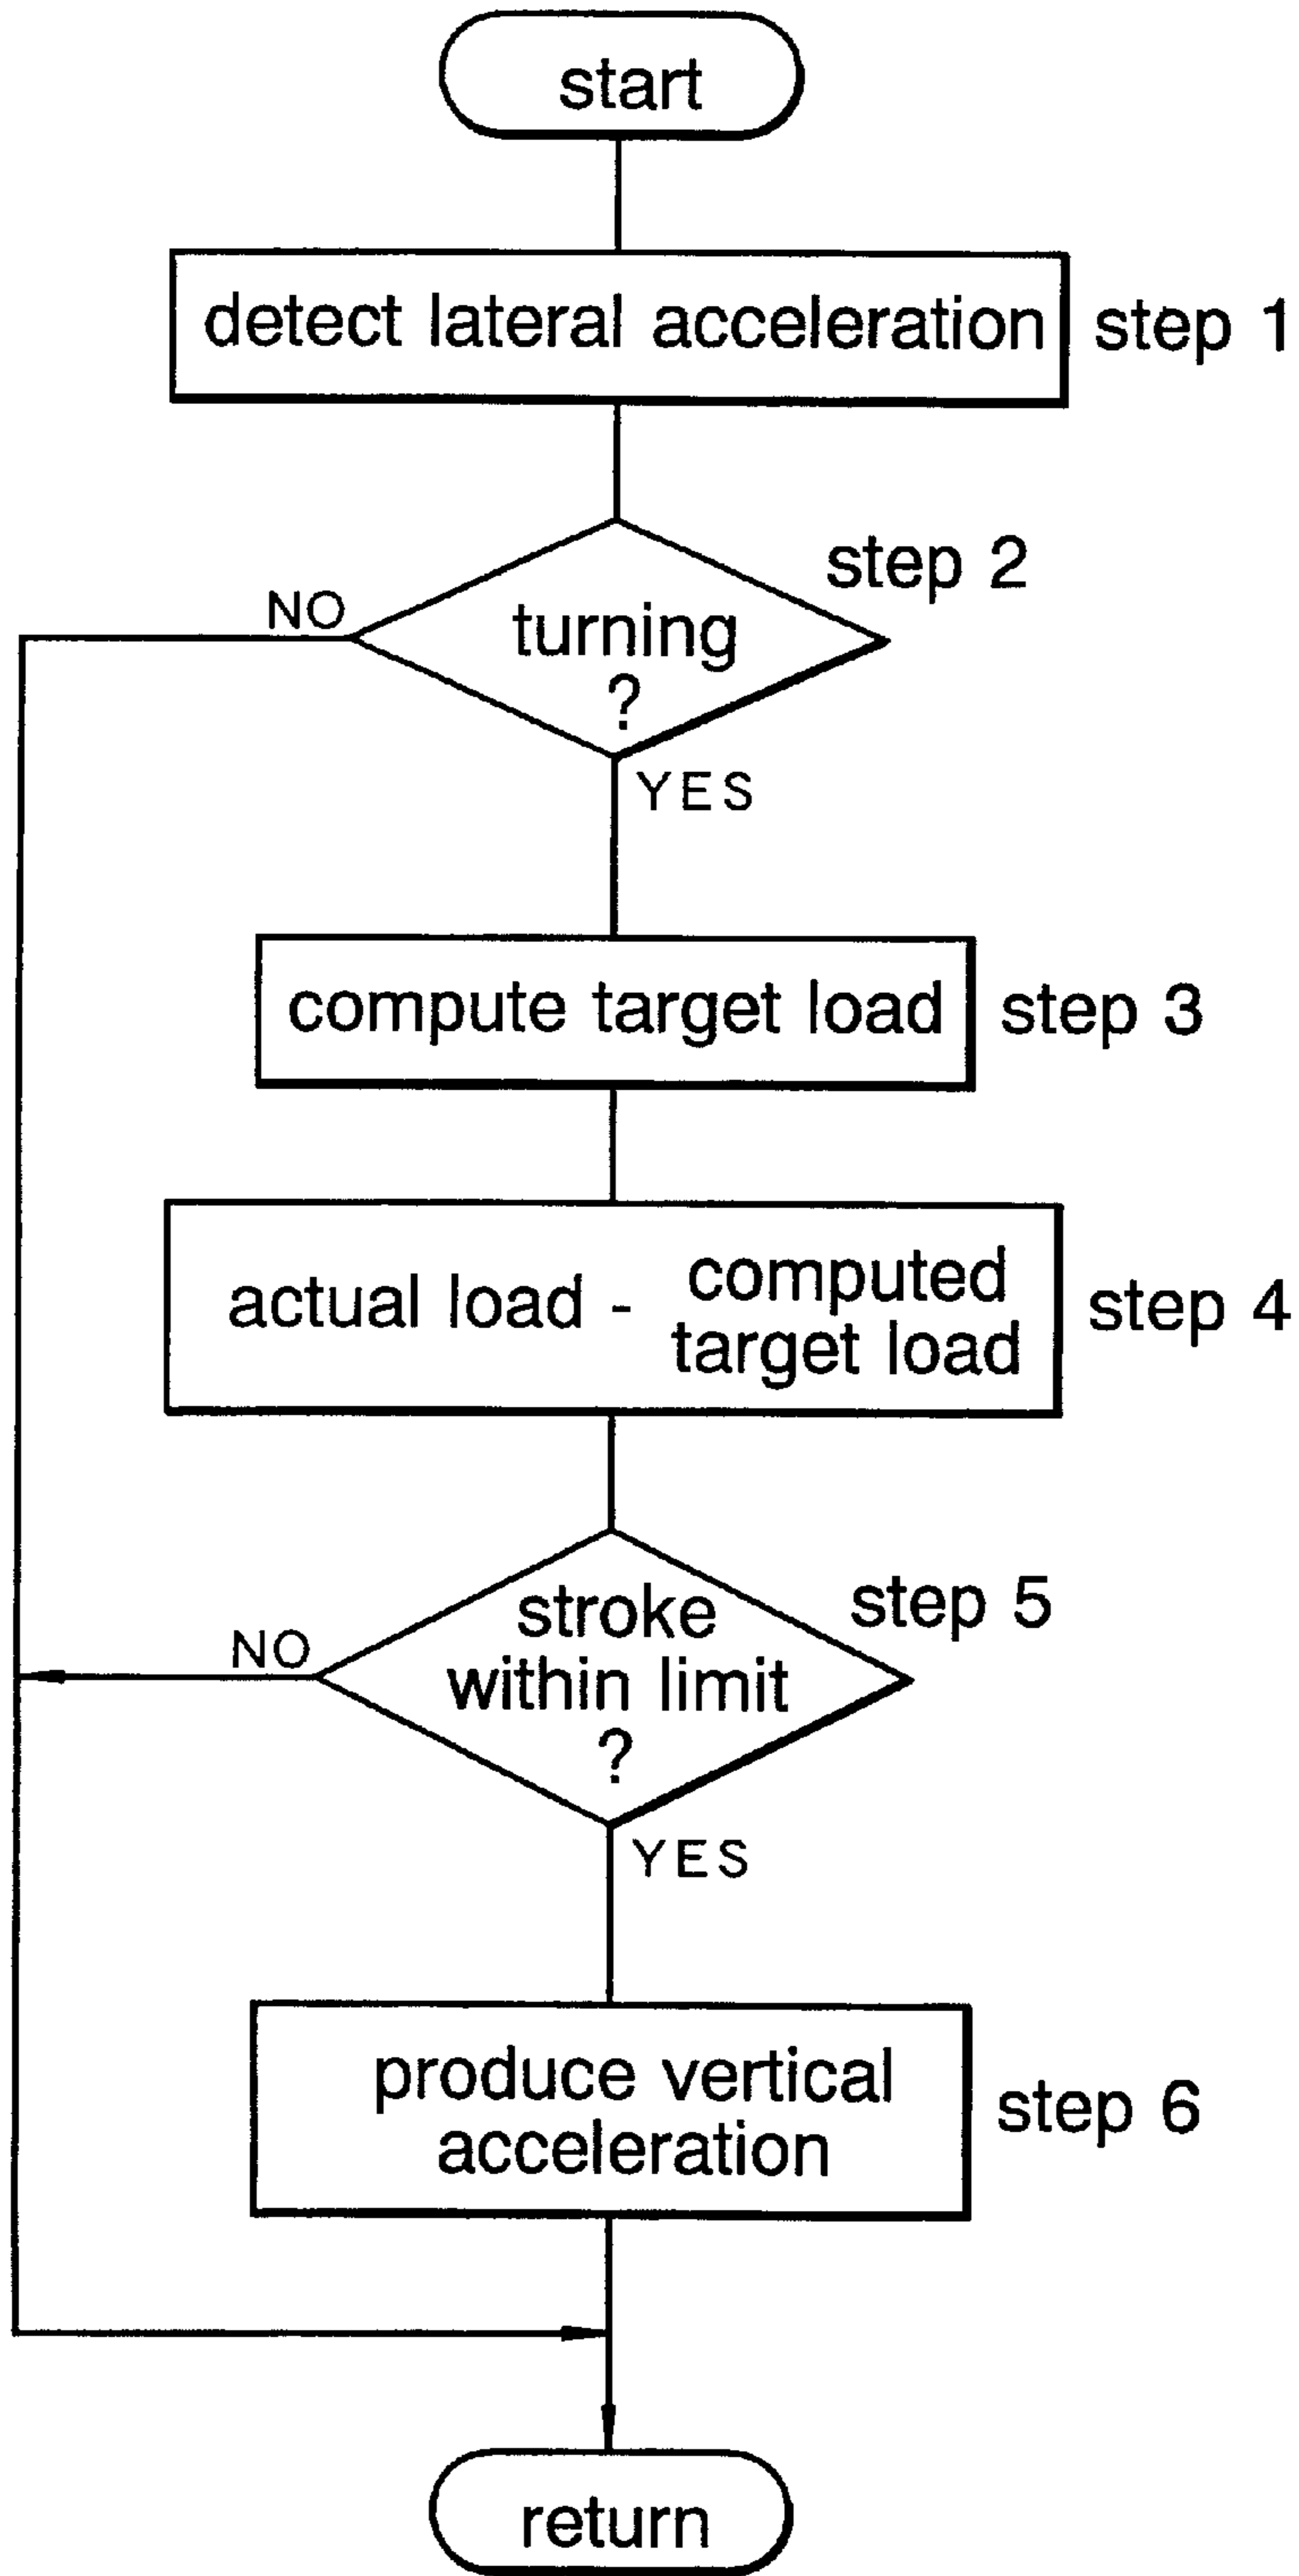 start
detect lateral acceleration
step 1
step 2
NO
turning
?
YES
compute target load
step 3
actual load - computed
target load
step 4
step 5
NO
stroke
within limit
?
YES
produce vertical
acceleration
step 6
return